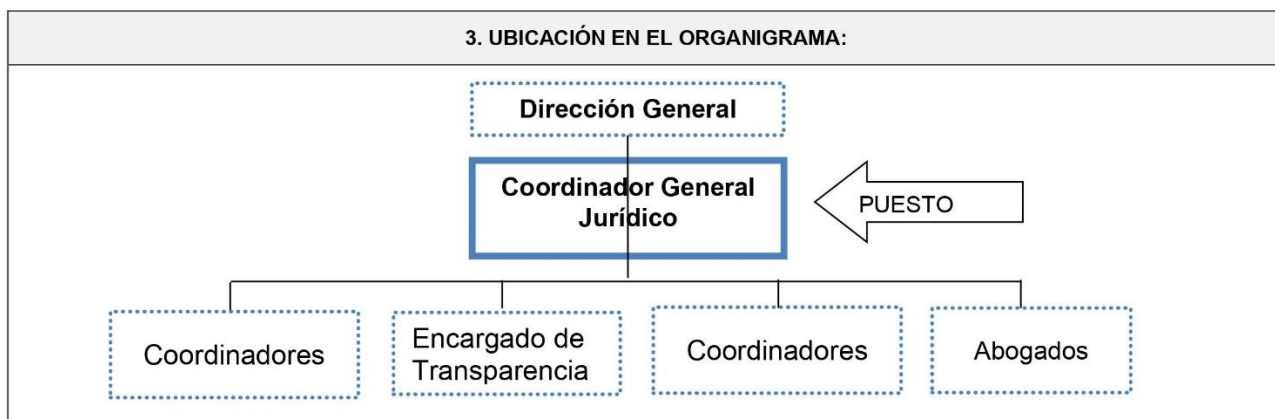 3. UBICACIÓN EN EL ORGANIGRAMA:
Dirección General
Coordinador General
Jurídico
PUESTO
Coordinadores
Encargado de
Transparencia
Coordinadores
Abogados